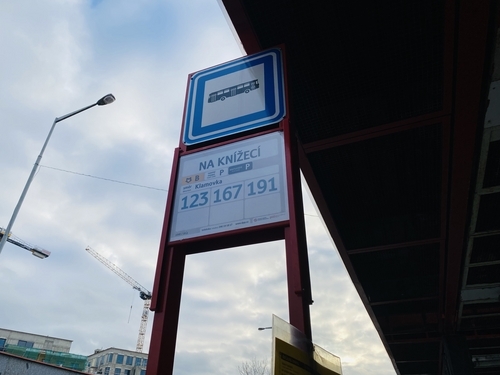 NA KNÍŽECÍ
B P P
Klamovka
123 167 191